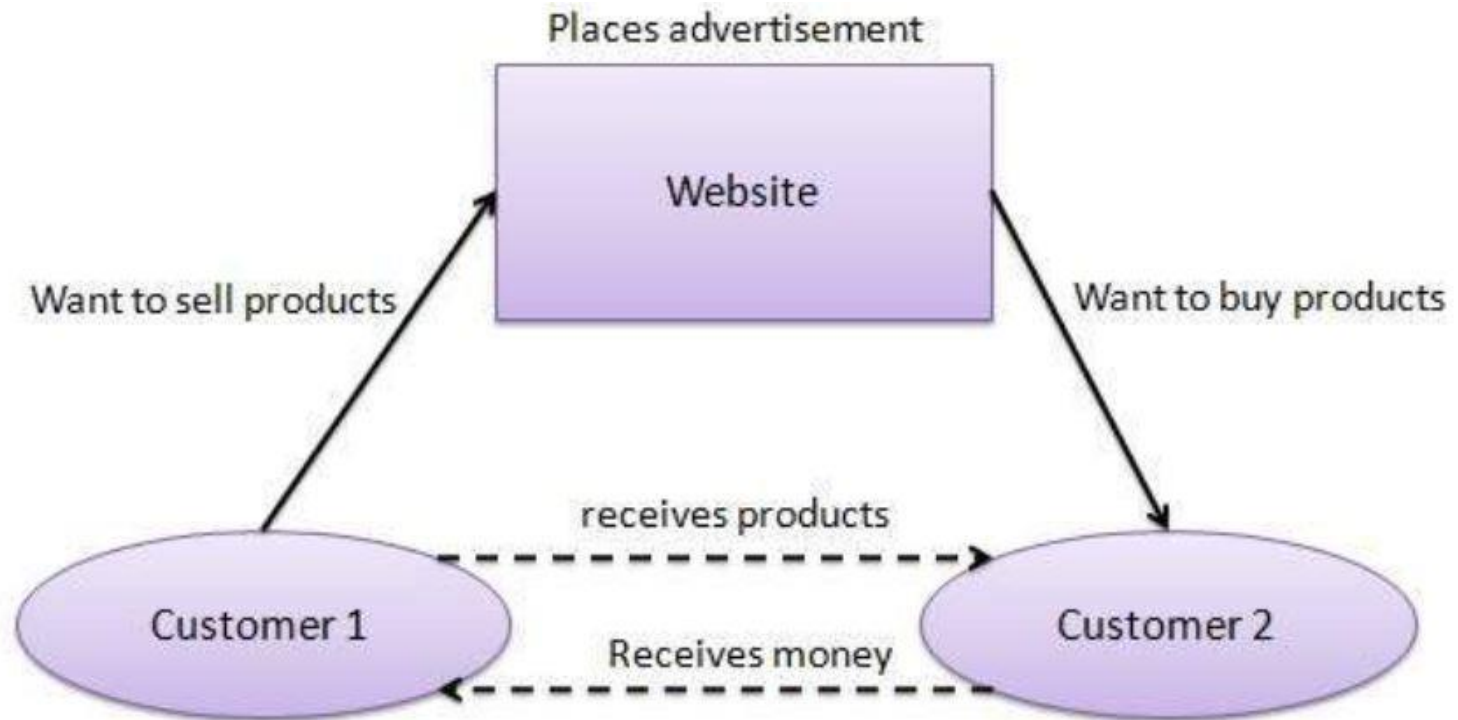 Places advertisement
Website
Want to sell products
Want to buy products
receives products
Customer 1
Customer 2
Receives money